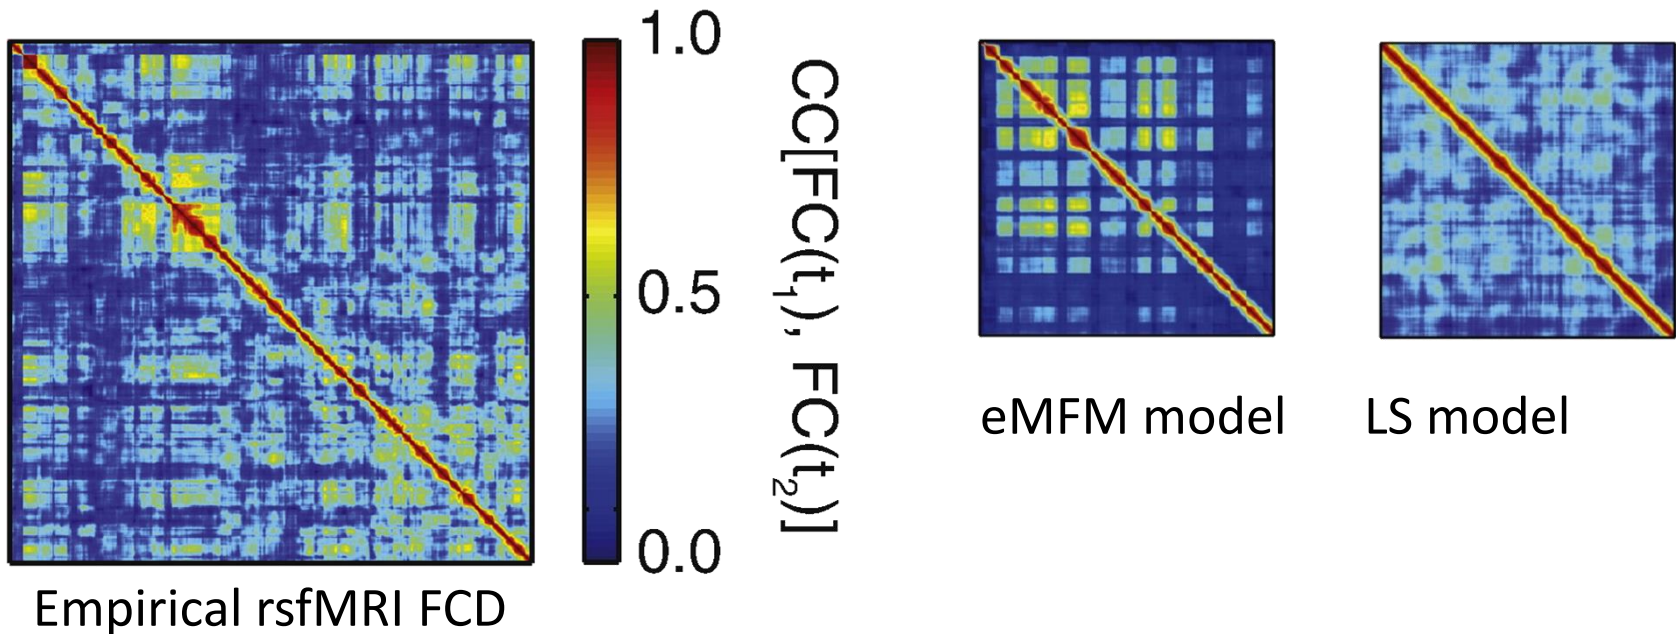 1.0
0.5
0.0
CC[FC(t1), FC(t2)]
eMFM model
LS model
Empirical rsfMRI FCD